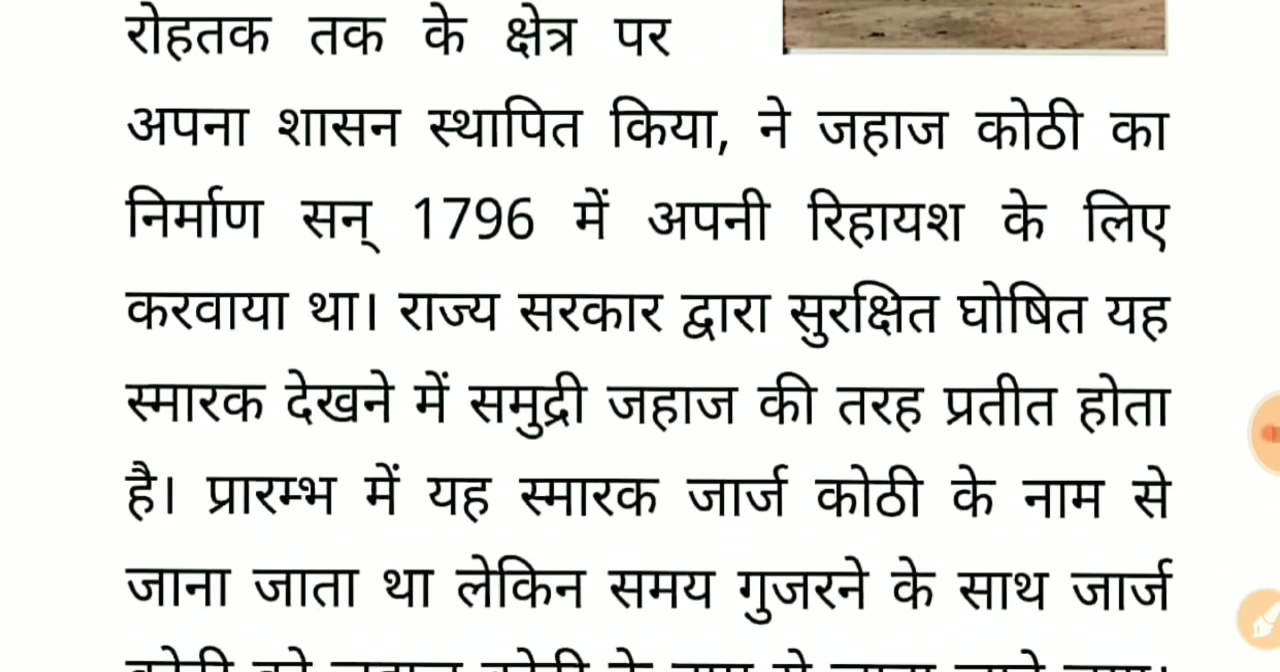 रोहतक तक के क्षेत्र पर
अपना शासन स्थापित किया, ने जहाज कोठी का
निर्माण सन् 1796 में अपनी रिहायश के लिए
करवाया था। राज्य सरकार द्वारा सुरक्षित घोषित यह
स्मारक देखने में समुद्री जहाज की तरह प्रतीत होता
है। प्रारम्भ में यह स्मारक जार्ज कोठी के नाम से
जाना जाता था लेकिन समय गुजरने के साथ जार्ज